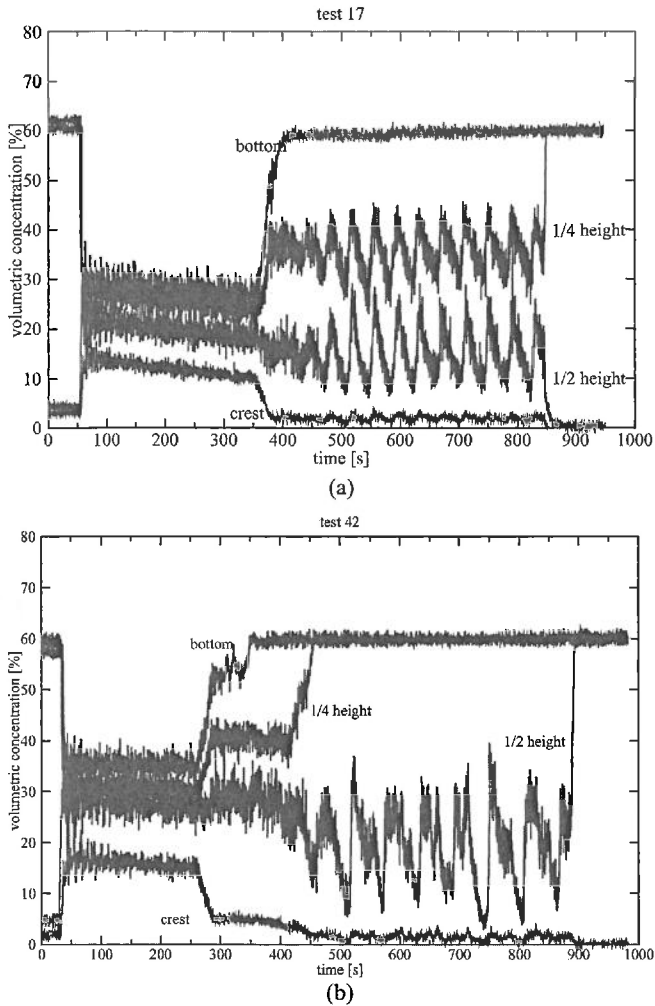 test 17
80
70
60
50
40
30
20
10
0
volumetric concentration [%]
bottom
1/4 height
1/2 height
crest
0 100 200 300 400 500 600 700 800 900 1000
time [s]
(a)
test 42
80
70
60
50
40
30
20
10
0
volumetric concentration [%]
bottom
1/4 height
1/2 height
crest
0 100 200 300 400 500 600 700 800 900 1000
time [s]
(b)